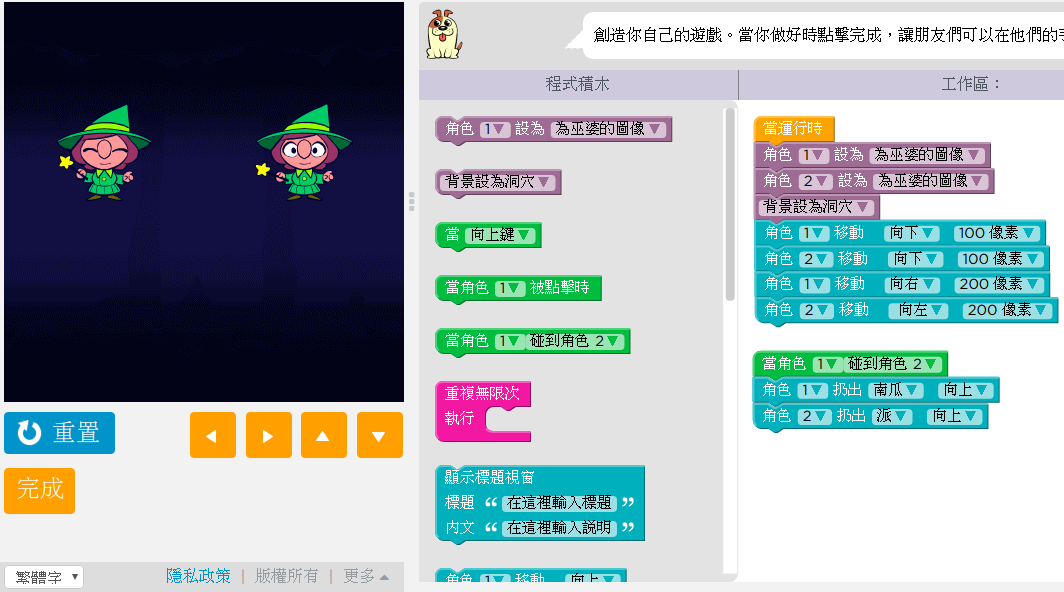 創造你自己的遊戲。當你做好時點擊完成，讓朋友們可以在他們的
程式積木
工作區：
角色 1▼ 設為 為巫婆的圖像▼
背景設為洞穴▼
當 向上鍵▼
當角色 1▼ 被點擊時
當角色 1▼ 碰到角色 2▼
重複無限次
執行
顯示標題視窗
標題 “ 在這裡輸入標題 ”
內文 “ 在這裡輸入說明 ”
角色 1▼ 移動 向上▼
當運行時
角色 1▼ 設為 為巫婆的圖像▼
角色 2▼ 設為 為巫婆的圖像▼
背景設為洞穴▼
角色 1▼ 移動 向下▼ 100 像素▼
角色 2▼ 移動 向下▼ 100 像素▼
角色 1▼ 移動 向右▼ 200 像素▼
角色 2▼ 移動 向左▼ 200 像素▼
當角色 1▼ 碰到角色 2▼
角色 1▼ 扔出 南瓜▼ 向上▼
角色 2▼ 扔出 派▼ 向上▼
重置
完成
繁體字 ▼
隱私政策 | 版權所有 | 更多